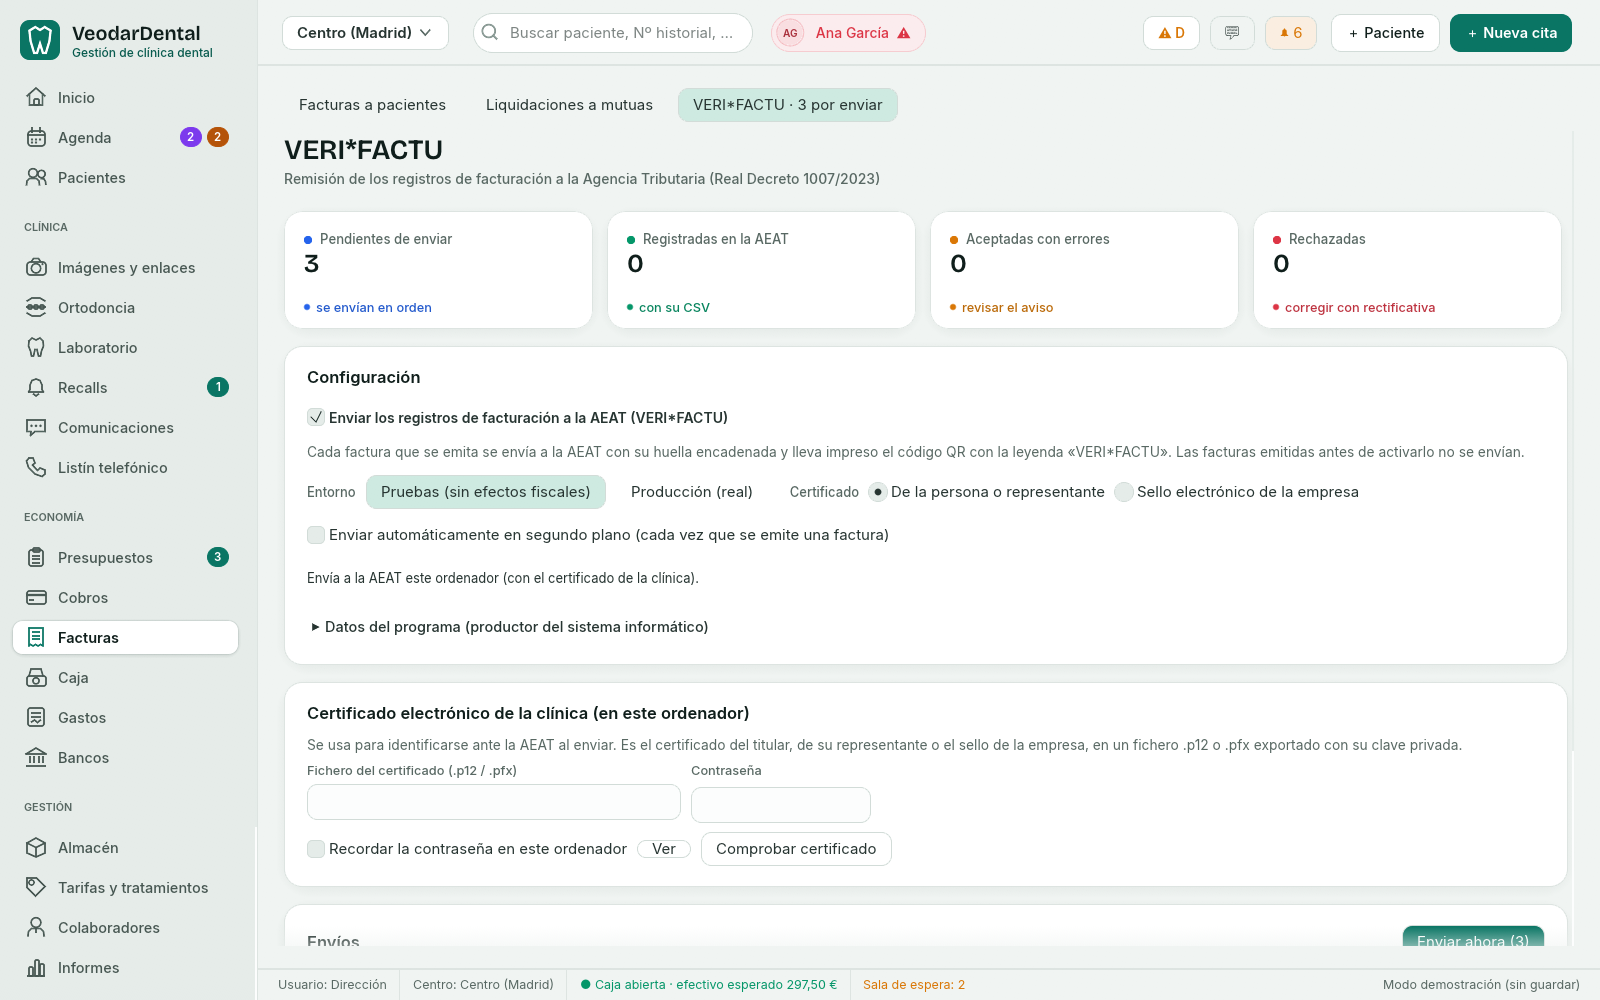 VeodarDental
Gestión de clínica dental
Centro (Madrid)
Buscar paciente, Nº historial, ...
AG Ana García
D
6
+ Paciente
+ Nueva cita
Inicio
Agenda 2 2
Pacientes
CLÍNICA
Imágenes y enlaces
Ortodoncia
Laboratorio
Recalls 1
Comunicaciones
Listín telefónico
ECONOMÍA
Presupuestos 3
Cobros
Facturas
Caja
Gastos
Bancos
GESTIÓN
Almacén
Tarifas y tratamientos
Colaboradores
Informes
Facturas a pacientes
Liquidaciones a mutuas
VERI*FACTU · 3 por enviar
VERI*FACTU
Remisión de los registros de facturación a la Agencia Tributaria (Real Decreto 1007/2023)
Pendientes de enviar
3
se envían en orden
Registradas en la AEAT
0
con su CSV
Aceptadas con errores
0
revisar el aviso
Rechazadas
0
corregir con rectificativa
Configuración
Enviar los registros de facturación a la AEAT (VERI*FACTU)
Cada factura que se emita se envía a la AEAT con su huella encadenada y lleva impreso el código QR con la leyenda «VERI*FACTU». Las facturas emitidas antes de activarlo no se envían.
Entorno Pruebas (sin efectos fiscales) Producción (real) Certificado De la persona o representante Sello electrónico de la empresa
Enviar automáticamente en segundo plano (cada vez que se emite una factura)
Envía a la AEAT este ordenador (con el certificado de la clínica).
Datos del programa (productor del sistema informático)
Certificado electrónico de la clínica (en este ordenador)
Se usa para identificarse ante la AEAT al enviar. Es el certificado del titular, de su representante o el sello de la empresa, en un fichero .p12 o .pfx exportado con su clave privada.
Fichero del certificado (.p12 / .pfx)
Contraseña
Recordar la contraseña en este ordenador
Ver
Comprobar certificado
Envíos
Enviar ahora (3)
Usuario: Dirección
Centro: Centro (Madrid)
Caja abierta · efectivo esperado 297,50 €
Sala de espera: 2
Modo demostración (sin guardar)